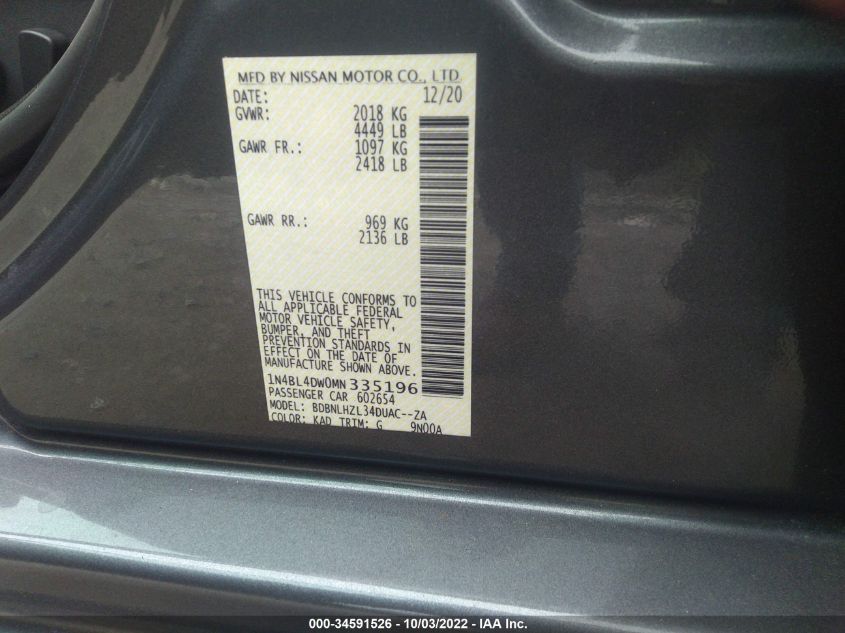 MFD BY NISSAN MOTOR CO., LTD.
DATE: 12/20
GVWR: 2018 KG
4449 LB
GAWR FR.: 1097 KG
2418 LB
GAWR RR.: 969 KG
2136 LB
THIS VEHICLE CONFORMS TO
ALL APPLICABLE FEDERAL
MOTOR VEHICLE SAFETY,
BUMPER, AND THEFT
PREVENTION STANDARDS IN
EFFECT ON THE DATE OF
MANUFACTURE SHOWN ABOVE.
1N4BL4DW0MN335196
PASSENGER CAR 602654
MODEL: BDBNLHZL34DUAC--ZA
COLOR: KAD TRIM: G 9N00A
000-34591526 - 10/03/2022 - IAA Inc.